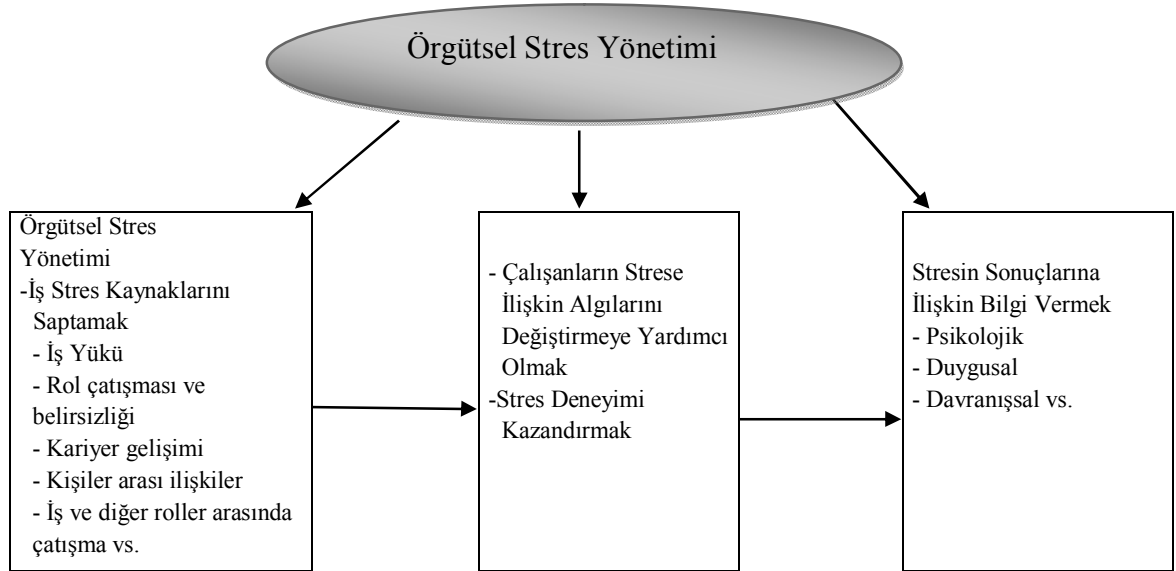 Örgütsel Stres Yönetimi
Örgütsel Stres
Yönetimi
-İş Stres Kaynaklarını
Saptamak
- İş Yükü
- Rol çatışması ve
belirsizliği
- Kariyer gelişimi
- Kişiler arası ilişkiler
- İş ve diğer roller arasında
çatışma vs.
- Çalışanların Strese
İlişkin Algılarını
Değiştirmeye Yardımcı
Olmak
-Stres Deneyimi
Kazandırmak
Stresin Sonuçlarına
İlişkin Bilgi Vermek
- Psikolojik
- Duygusal
- Davranışsal vs.